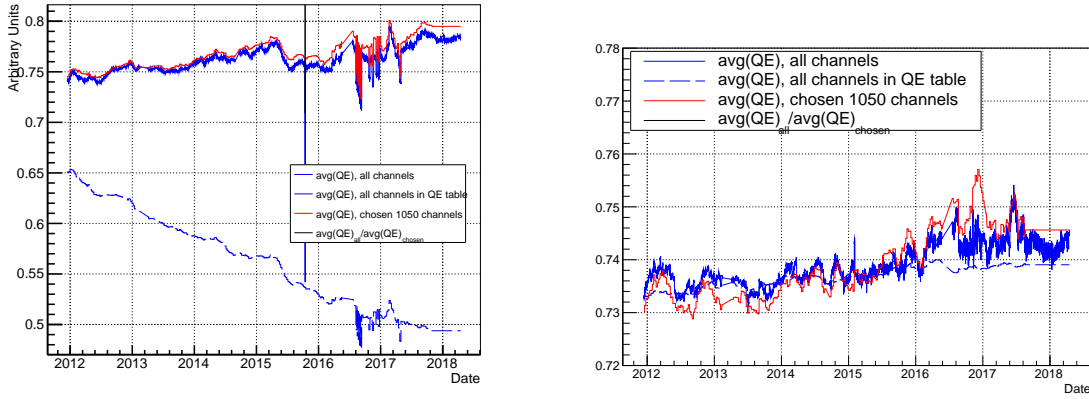 Arbitrary Units
0.8
0.75
0.7
0.65
0.6
0.55
0.5
avg(QE), all channels
avg(QE), all channels in QE table
avg(QE), chosen 1050 channels
avg(QE)all/avg(QE)chosen
2012 2013 2014 2015 2016 2017 2018
Date
0.78
0.77
0.76
0.75
0.74
0.73
0.72
avg(QE), all channels
avg(QE), all channels in QE table
avg(QE), chosen 1050 channels
avg(QE)all/avg(QE)chosen
2012 2013 2014 2015 2016 2017 2018
Date